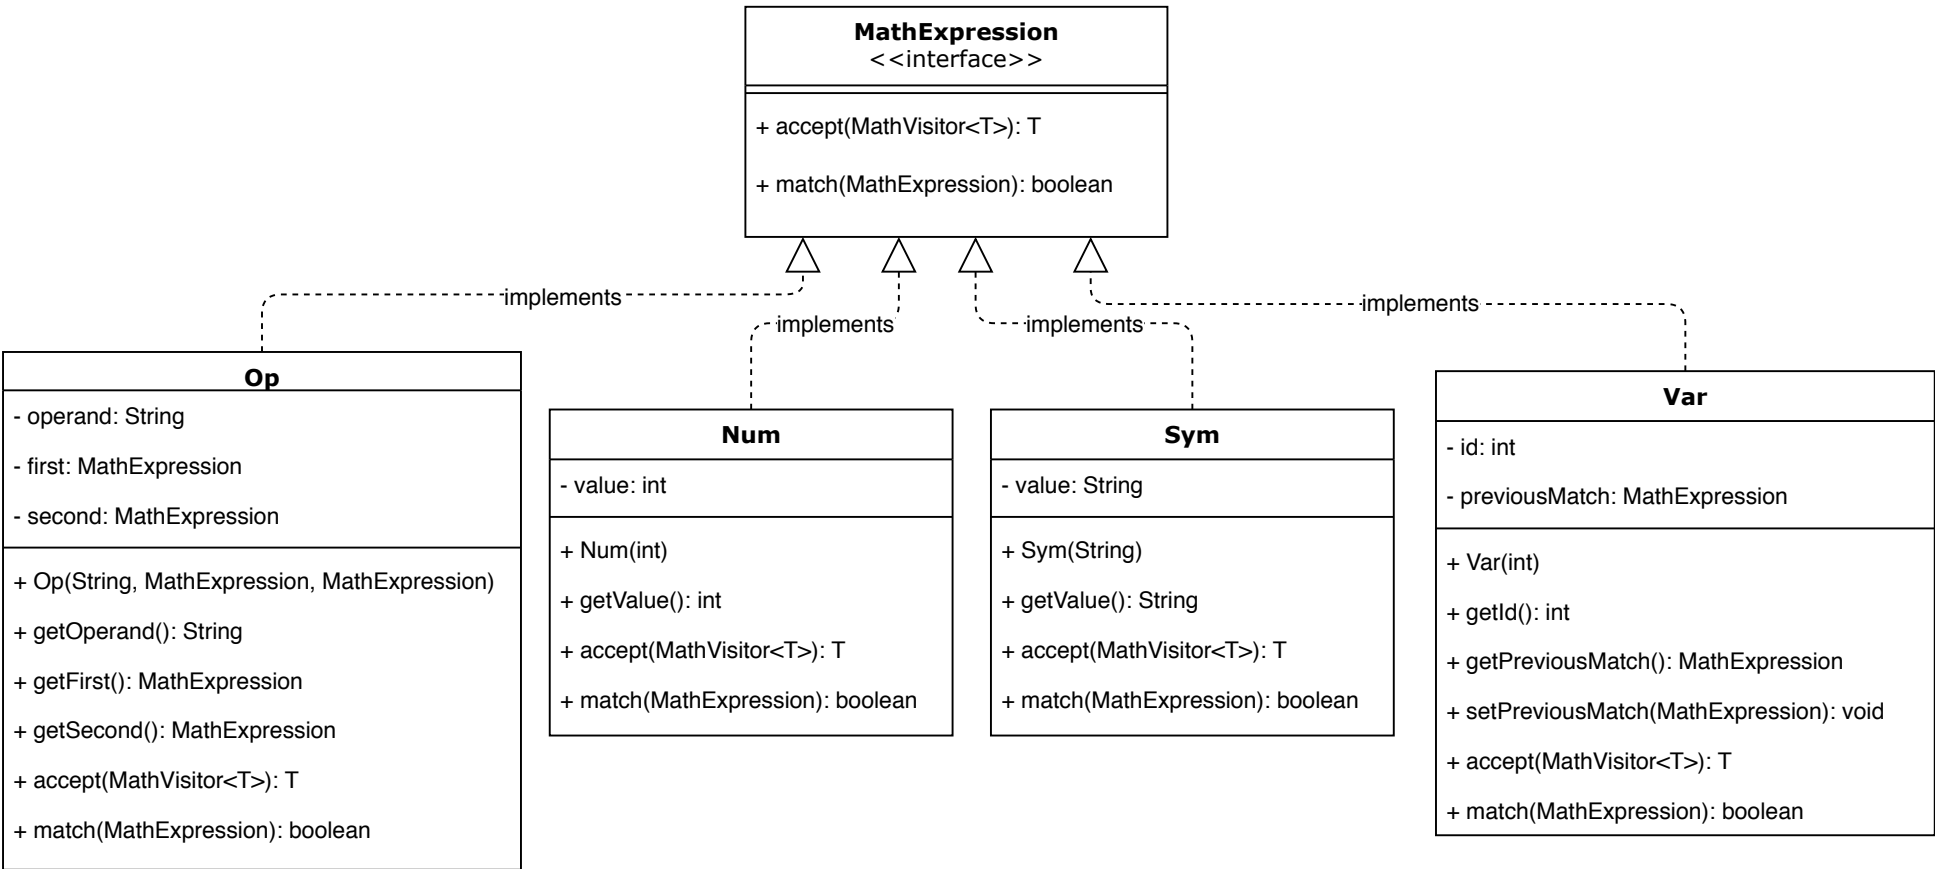 MathExpression
<<interface>>
+ accept(MathVisitor<T>): T
+ match(MathExpression): boolean
implements
implements
implements
implements
Op
- operand: String
- first: MathExpression
- second: MathExpression
+ Op(String, MathExpression, MathExpression)
+ getOperand(): String
+ getFirst(): MathExpression
+ getSecond(): MathExpression
+ accept(MathVisitor<T>): T
+ match(MathExpression): boolean
Num
- value: int
+ Num(int)
+ getValue(): int
+ accept(MathVisitor<T>): T
+ match(MathExpression): boolean
Sym
- value: String
+ Sym(String)
+ getValue(): String
+ accept(MathVisitor<T>): T
+ match(MathExpression): boolean
Var
- id: int
- previousMatch: MathExpression
+ Var(int)
+ getId(): int
+ getPreviousMatch(): MathExpression
+ setPreviousMatch(MathExpression): void
+ accept(MathVisitor<T>): T
+ match(MathExpression): boolean